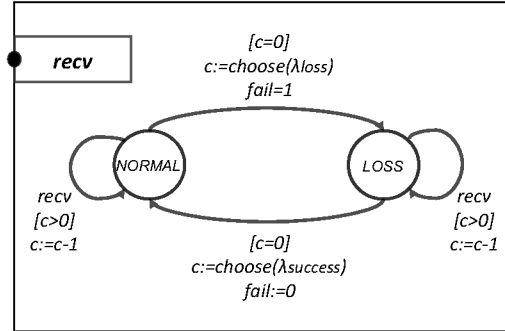 recv
[c=0]
c:=choose(λloss)
fail=1
NORMAL
LOSS
recv
[c>0]
c:=c-1
recv
[c>0]
c:=c-1
[c=0]
c:=choose(λsuccess)
fail:=0